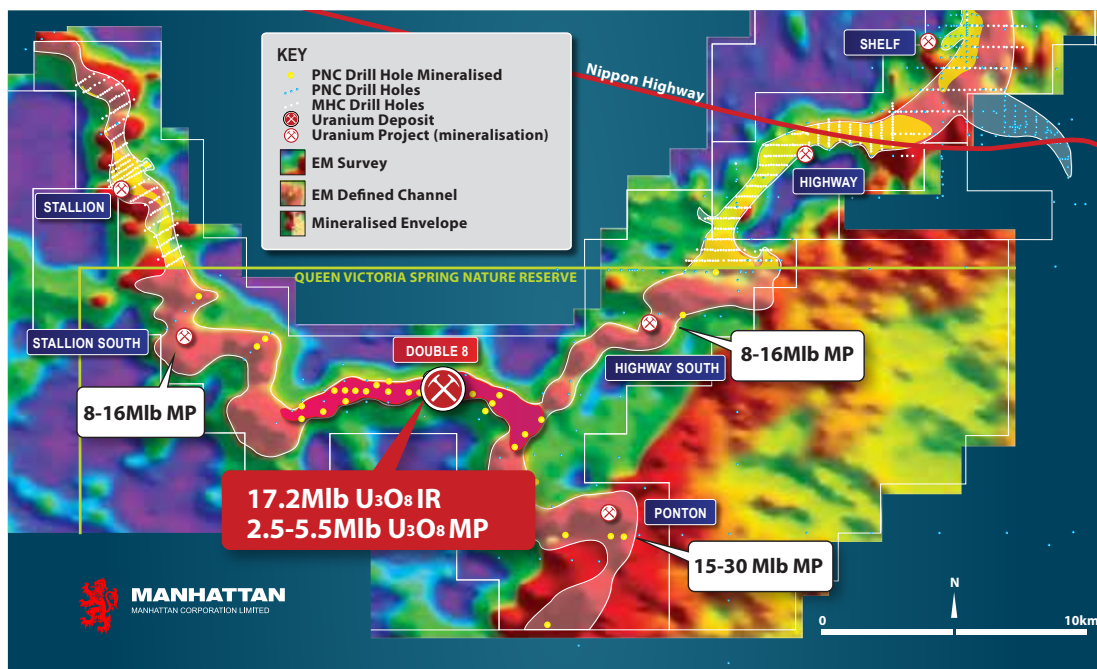 KEY
PNC Drill Hole Mineralised
PNC Drill Holes
MHC Drill Holes
Uranium Deposit
Uranium Project (mineralisation)
EM Survey
EM Defined Channel
Mineralised Envelope
SHELF
Nippon Highway
HIGHWAY
STALLION
QUEEN VICTORIA SPRING NATURE RESERVE
STALLION SOUTH
DOUBLE 8
8-16Mlb MP
HIGHWAY SOUTH
8-16Mlb MP
17.2Mlb U3O8 IR
2.5-5.5Mlb U3O8 MP
PONTON
15-30 Mlb MP
MANHATTAN
MANHATTAN CORPORATION LIMITED
N
0 10km